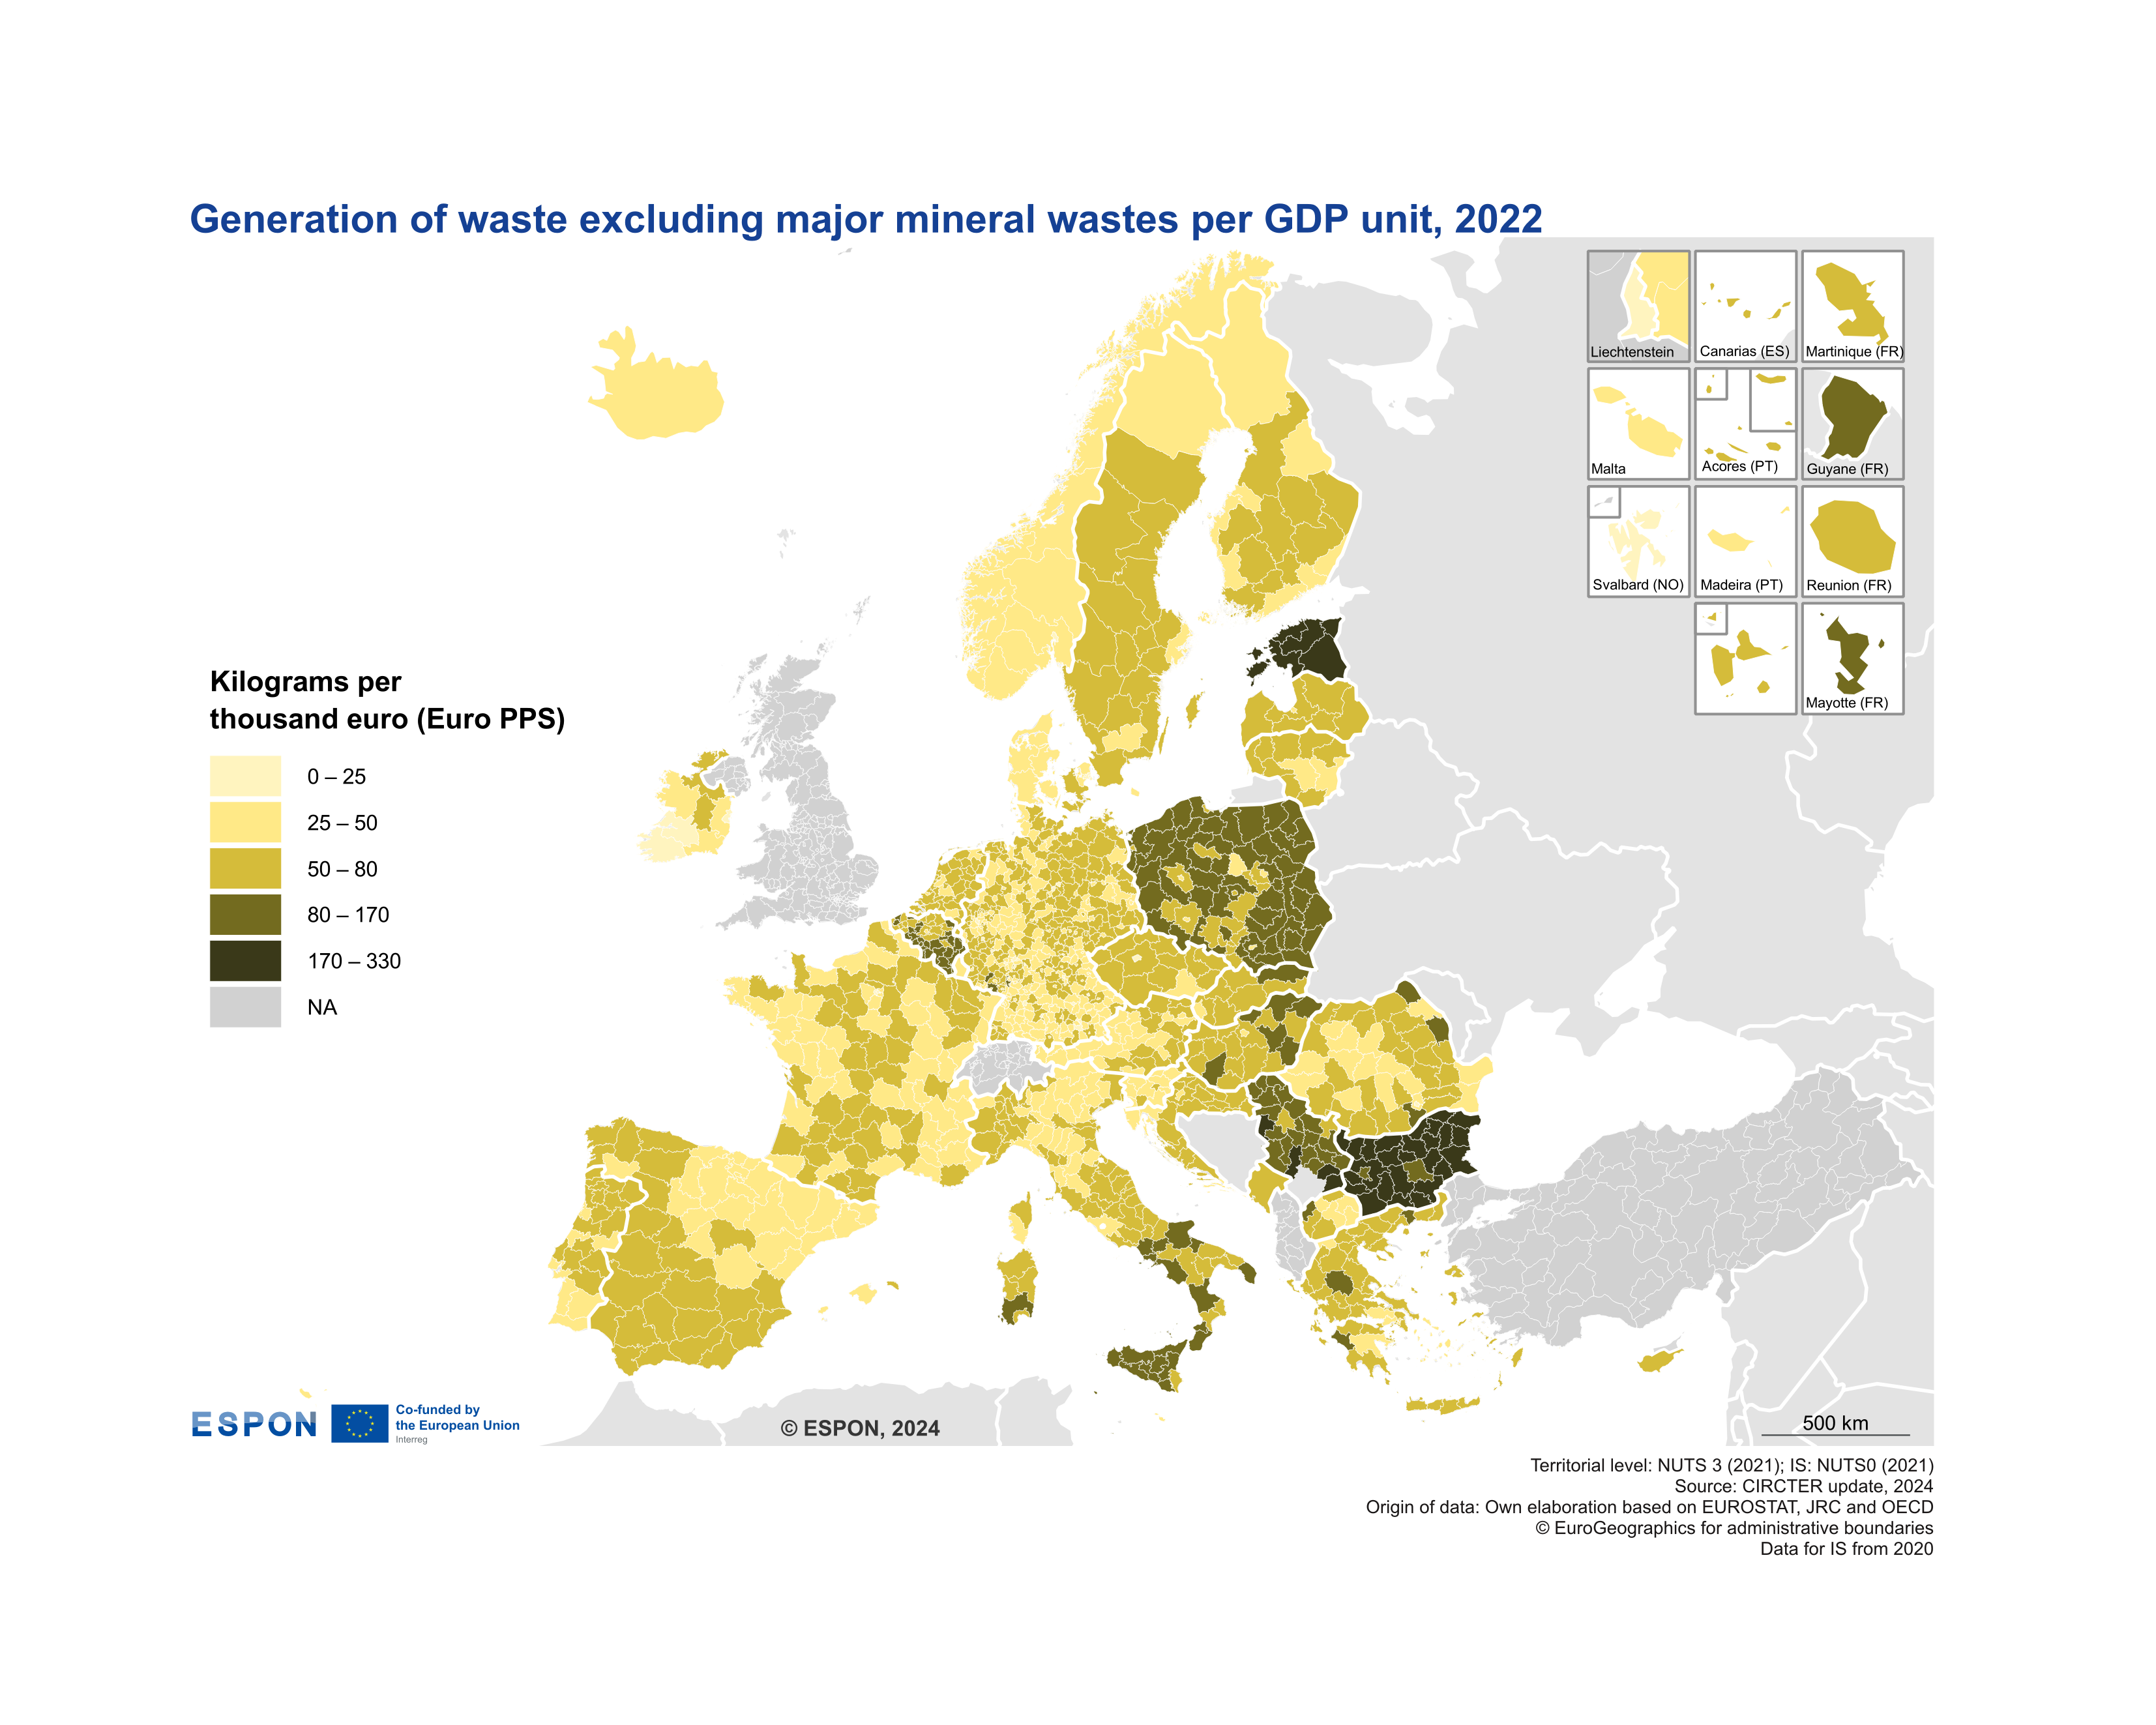 Generation of waste excluding major mineral wastes per GDP unit, 2022
Liechtenstein
Canarias (ES)
Martinique (FR)
Malta
Acores (PT)
Guyane (FR)
Svalbard (NO)
Madeira (PT)
Reunion (FR)
Mayotte (FR)
Kilograms per
thousand euro (Euro PPS)
0 – 25
25 – 50
50 – 80
80 – 170
170 – 330
NA
ESPON
Co-funded by
the European Union
Interreg
© ESPON, 2024
500 km
Territorial level: NUTS 3 (2021); IS: NUTS0 (2021)
Source: CIRCTER update, 2024
Origin of data: Own elaboration based on EUROSTAT, JRC and OECD
© EuroGeographics for administrative boundaries
Data for IS from 2020